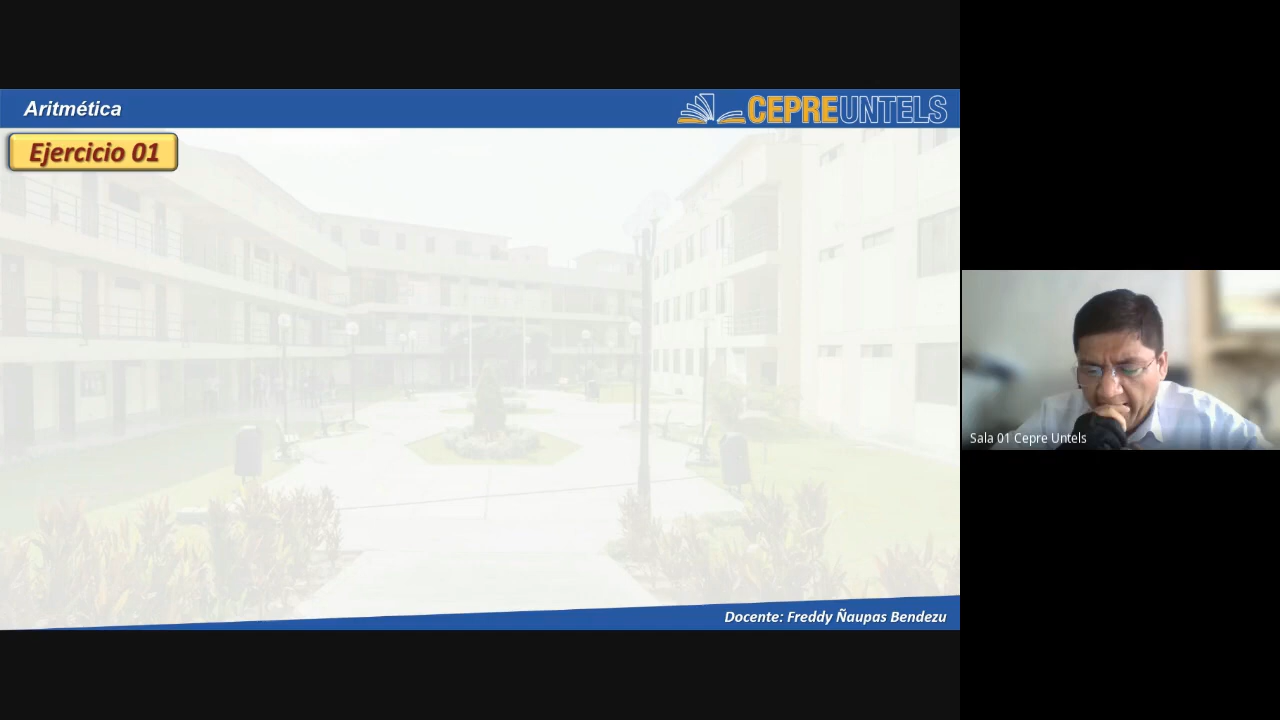 Aritmética
CEPREUNTELS
Ejercicio 01
Sala 01 Cepre Untels
Docente: Freddy Ñaupas Bendezu